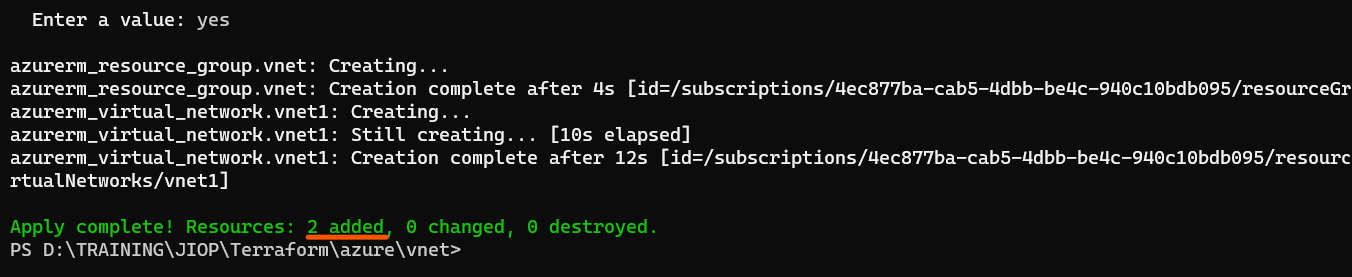 Enter a value: yes
azurerm_resource_group.vnet: Creating...
azurerm_resource_group.vnet: Creation complete after 4s [id=/subscriptions/4ec877ba-cab5-4dbb-be4c-940c10bdb095/resourceGr
azurerm_virtual_network.vnet1: Creating...
azurerm_virtual_network.vnet1: Still creating... [10s elapsed]
azurerm_virtual_network.vnet1: Creation complete after 12s [id=/subscriptions/4ec877ba-cab5-4dbb-be4c-940c10bdb095/resourc
rtualNetworks/vnet1]
Apply complete! Resources: 2 added, 0 changed, 0 destroyed.
PS D:\TRAINING\JIOP\Terraform\azure\vnet>